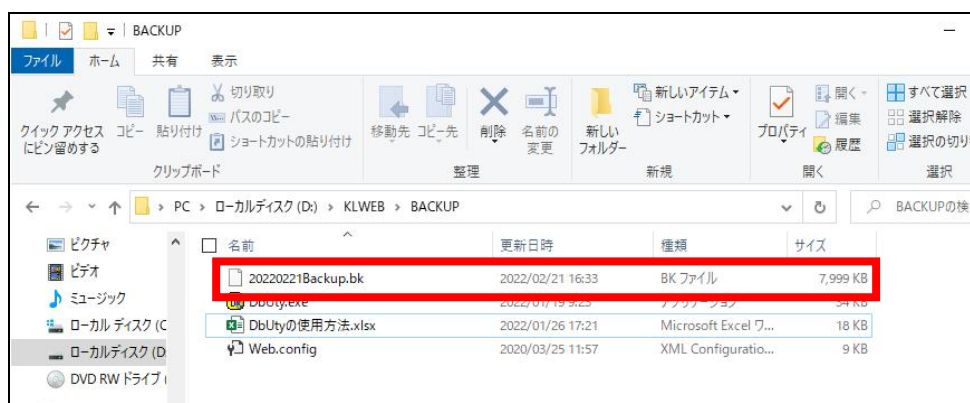 BACKUP
ファイル ホーム 共有 表示
クイック アクセス
にピン留めする
コピー
貼り付け
切り取り
パスのコピー
ショートカットの貼り付け
クリップボード
移動先
コピー先
削除
名前の
変更
整理
新しい
フォルダー
新しいアイテム
ショートカット
新規
プロパティ
開く
編集
履歴
開く
すべて選択
選択解除
選択の切り
選択
PC > ローカルディスク (D:) > KLWEB > BACKUP
BACKUPの検
ピクチャ
ビデオ
ミュージック
ローカル ディスク (C
ローカルディスク (D
DVD RW ドライブ (
名前 更新日時 種類 サイズ
20220221Backup.bk 2022/02/21 16:33 BK ファイル 7,999 KB
DbUty.exe 2022/01/19 9:23 アプリケーション 34 KB
DbUtyの使用方法.xlsx 2022/01/26 17:21 Microsoft Excel ワ... 18 KB
Web.config 2020/03/25 11:57 XML Configuratio... 9 KB